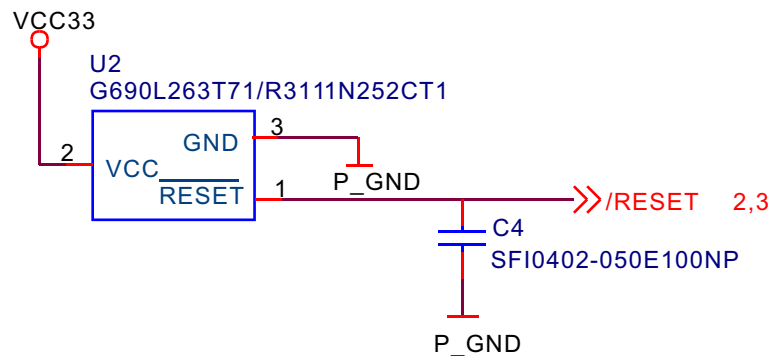 VCC33
U2
G690L263T71/R3111N252CT1
2
VCC
GND
3
RESET
1
P_GND
/RESET 2,3
C4
SFI0402-050E100NP
P_GND